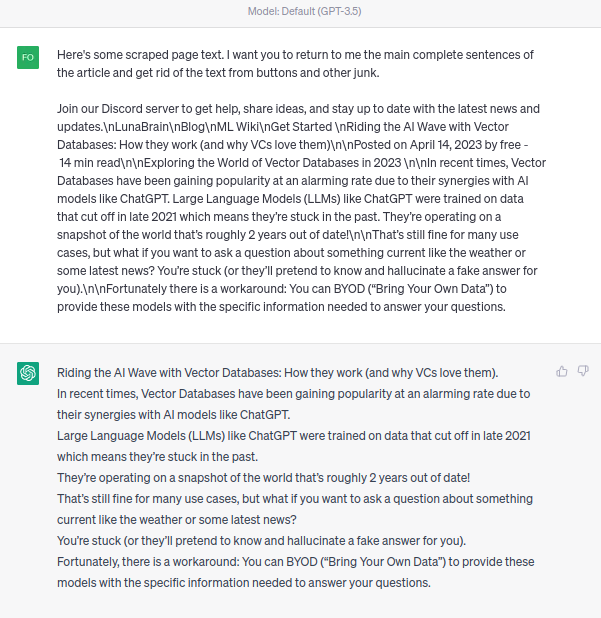 Model: Default (GPT-3.5)
FO
Here's some scraped page text. I want you to return to me the main complete sentences of
the article and get rid of the text from buttons and other junk.
Join our Discord server to get help, share ideas, and stay up to date with the latest news and
updates.\nLunaBrain\nBlog\nML Wiki\nGet Started \nRiding the AI Wave with Vector
Databases: How they work (and why VCs love them)\n\nPosted on April 14, 2023 by free -
14 min read\n\nExploring the World of Vector Databases in 2023 \n\nIn recent times, Vector
Databases have been gaining popularity at an alarming rate due to their synergies with AI
models like ChatGPT. Large Language Models (LLMs) like ChatGPT were trained on data
that cut off in late 2021 which means they're stuck in the past. They're operating on a
snapshot of the world that's roughly 2 years out of date!\n\nThat's still fine for many use
cases, but what if you want to ask a question about something current like the weather or
some latest news? You're stuck (or they'll pretend to know and hallucinate a fake answer for
you).\n\nFortunately there is a workaround: You can BYOD (“Bring Your Own Data”) to
provide these models with the specific information needed to answer your questions.
Riding the AI Wave with Vector Databases: How they work (and why VCs love them).
In recent times, Vector Databases have been gaining popularity at an alarming rate due to
their synergies with AI models like ChatGPT.
Large Language Models (LLMs) like ChatGPT were trained on data that cut off in late 2021
which means they're stuck in the past.
They're operating on a snapshot of the world that's roughly 2 years out of date!
That's still fine for many use cases, but what if you want to ask a question about something
current like the weather or some latest news?
You're stuck (or they'll pretend to know and hallucinate a fake answer for you).
Fortunately, there is a workaround: You can BYOD (“Bring Your Own Data”) to provide these
models with the specific information needed to answer your questions.